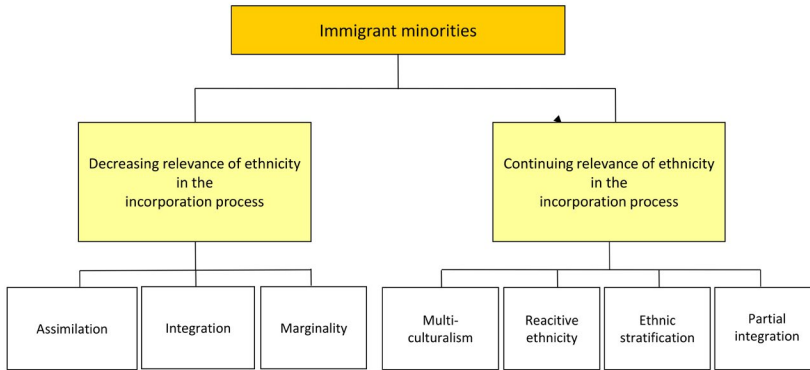 Immigrant minorities
Decreasing relevance of ethnicity
in the
incorporation process
Continuing relevance of ethnicity
in the
incorporation process
Assimilation
Integration
Marginality
Multi-
culturalism
Reacitive
ethnicity
Ethnic
stratification
Partial
integration